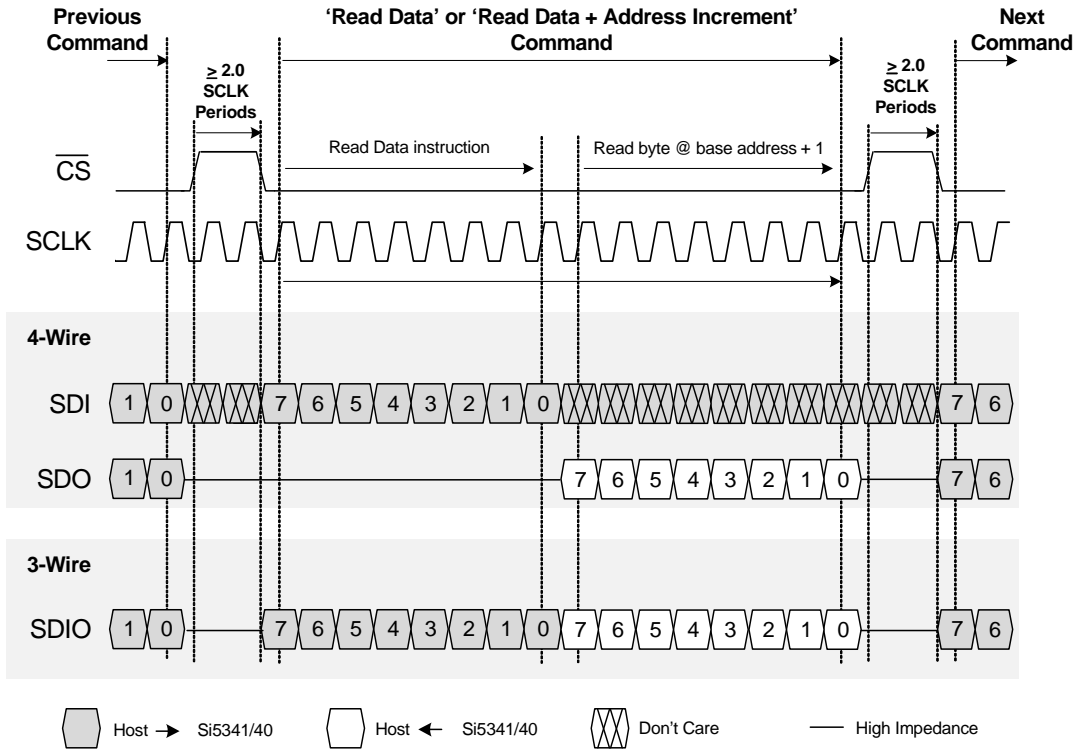 Previous
Command
‘Read Data’ or ‘Read Data + Address Increment’
Command
Next
Command
≥ 2.0
SCLK
Periods
≥ 2.0
SCLK
Periods
Read Data instruction
Read byte @ base address + 1
CS
SCLK
4-Wire
SDI 1 0 7 6 5 4 3 2 1 0 7 6
SDO 1 0 7 6 5 4 3 2 1 0 7 6
3-Wire
SDIO 1 0 7 6 5 4 3 2 1 0 7 6 5 4 3 2 1 0 7 6
Host → Si5341/40
Host ← Si5341/40
Don't Care
High Impedance